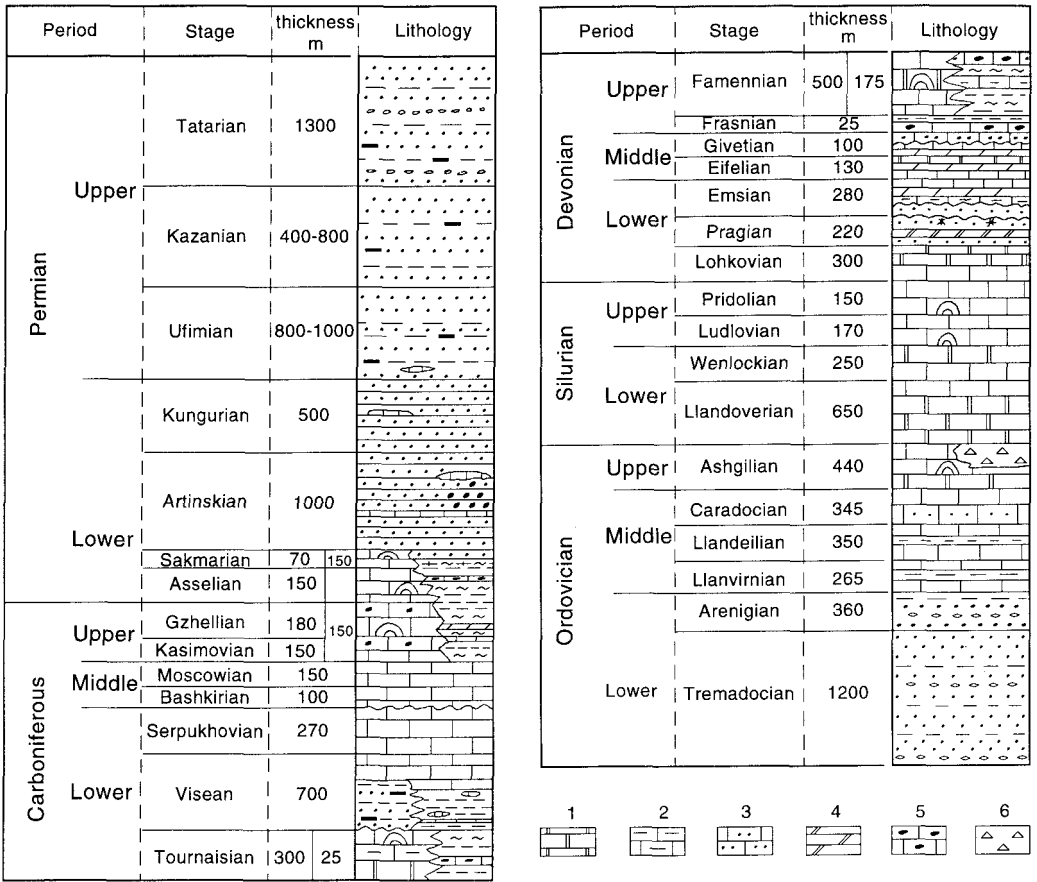 Period Stage thickness m Lithology
Permian
Upper
Tatarian 1300
Kazanian 400-800
Ufimian 800-1000
Lower
Kungurian 500
Artinskian 1000
Sakmarian 70 150
Asselian 150
Carboniferous
Upper
Gzhellian 180 150
Kasimovian 150
Middle
Moscowian 150
Bashkirian 100
Lower
Serpukhovian 270
Visean 700
Tournaisian 300 25
Period Stage thickness m Lithology
Devonian
Upper
Famennian 500 175
Frasnian 25
Middle
Givetian 100
Eifelian 130
Lower
Emsian 280
Pragian 220
Lohkovian 300
Silurian
Upper
Pridolian 150
Ludlovian 170
Lower
Wenlockian 250
Llandoverian 650
Ordovician
Upper
Ashgilian 440
Middle
Caradocian 345
Llandeilian 350
Llanvirnian 265
Lower
Arenigian 360
Tremadocian 1200
1 2 3 4 5 6